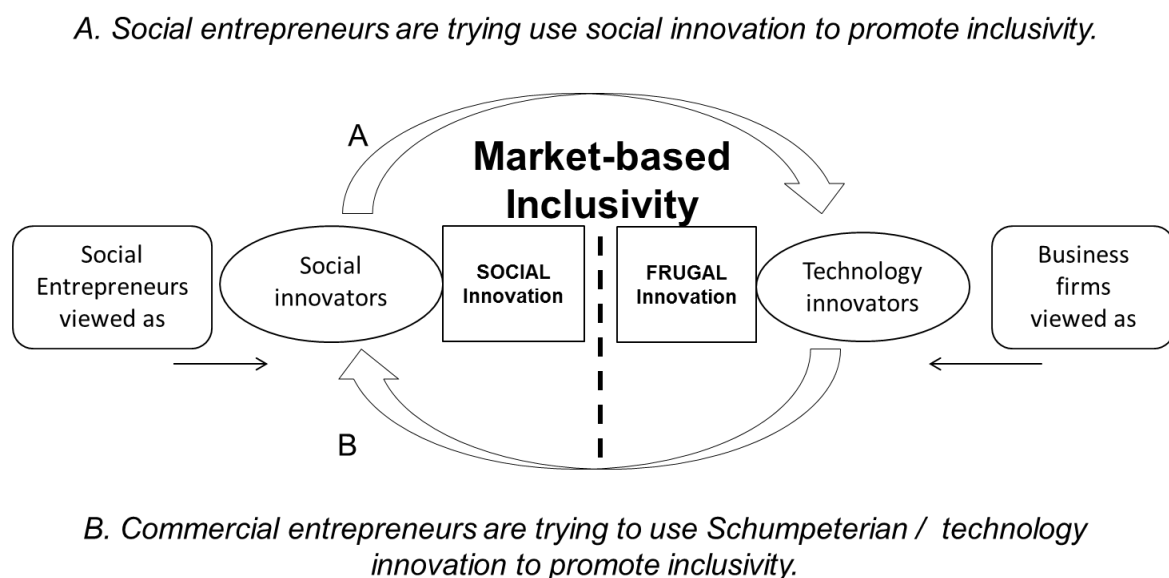 A. Social entrepreneurs are trying use social innovation to promote inclusivity.
A
Market-based
Inclusivity
Social
Entrepreneurs
viewed as
Social
innovators
SOCIAL
Innovation
FRUGAL
Innovation
Technology
innovators
Business
firms
viewed as
B
B. Commercial entrepreneurs are trying to use Schumpeterian / technology
innovation to promote inclusivity.